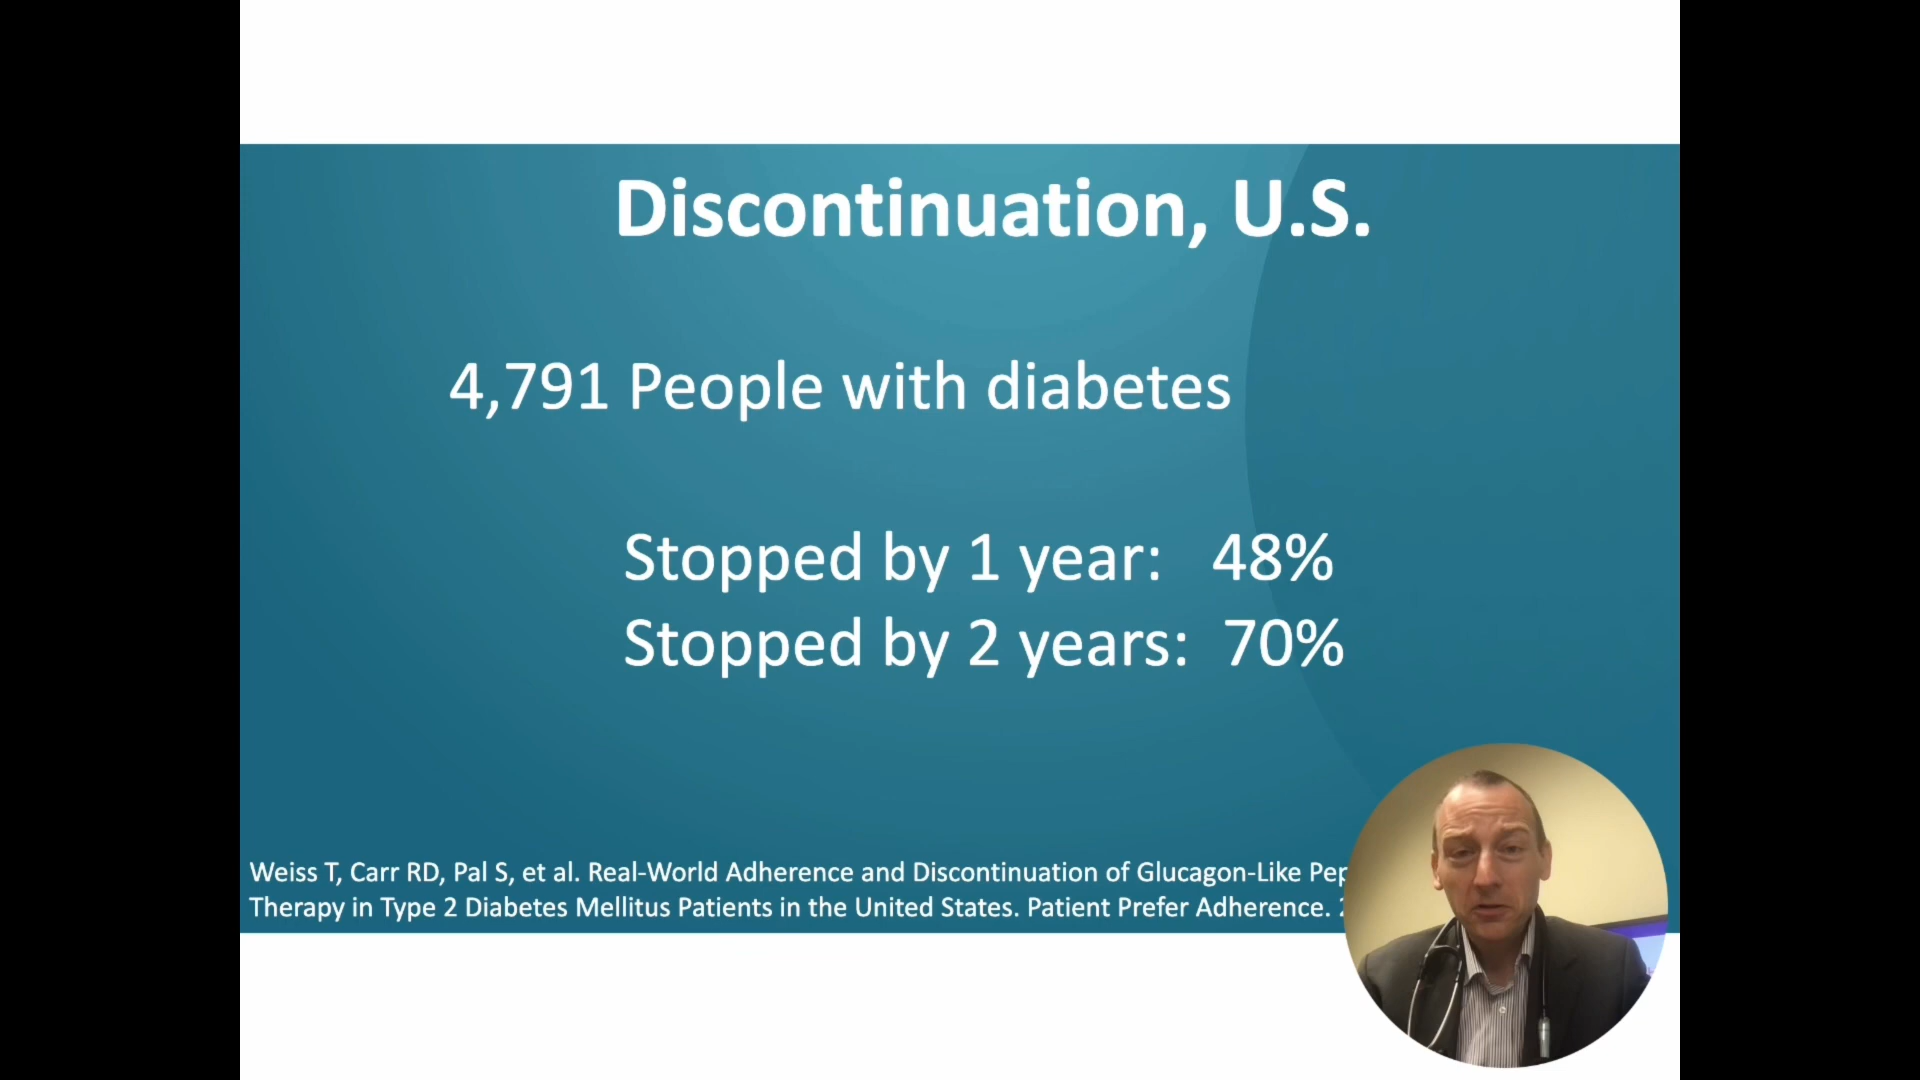 Discontinuation, U.S.
4,791 People with diabetes
Stopped by 1 year: 48%
Stopped by 2 years: 70%
Weiss T, Carr RD, Pal S, et al. Real-World Adherence and Discontinuation of Glucagon-Like
Therapy in Type 2 Diabetes Mellitus Patients in the United States. Patient Prefer Adherence.